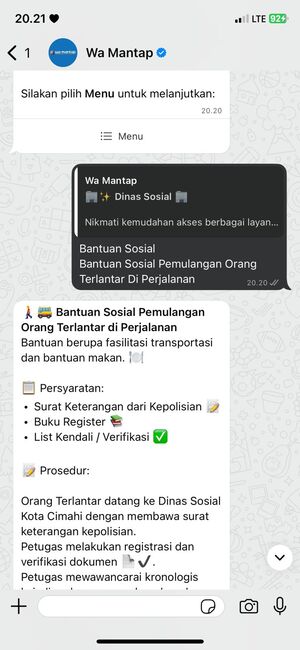 20.21
LTE 92
1
WA MANTAP
Wa Mantap
Silakan pilih Menu untuk melanjutkan:
20.20
Menu
Wa Mantap
🏢✨ Dinas Sosial 🏢
Nikmati kemudahan akses berbagai layan...
Bantuan Sosial
Bantuan Sosial Pemulangan Orang
Terlantar Di Perjalanan
20.20
🚶🚐 Bantuan Sosial Pemulangan
Orang Terlantar di Perjalanan
Bantuan berupa fasilitasi transportasi
dan bantuan makan. 🍽️
📋 Persyaratan:
• Surat Keterangan dari Kepolisian 📝
• Buku Register 📚
• List Kendali / Verifikasi ✅
📝 Prosedur:
Orang Terlantar datang ke Dinas Sosial
Kota Cimahi dengan membawa surat
keterangan kepolisian.
Petugas melakukan registrasi dan
verifikasi dokumen 📄✔️.
Petugas mewawancarai kronologis